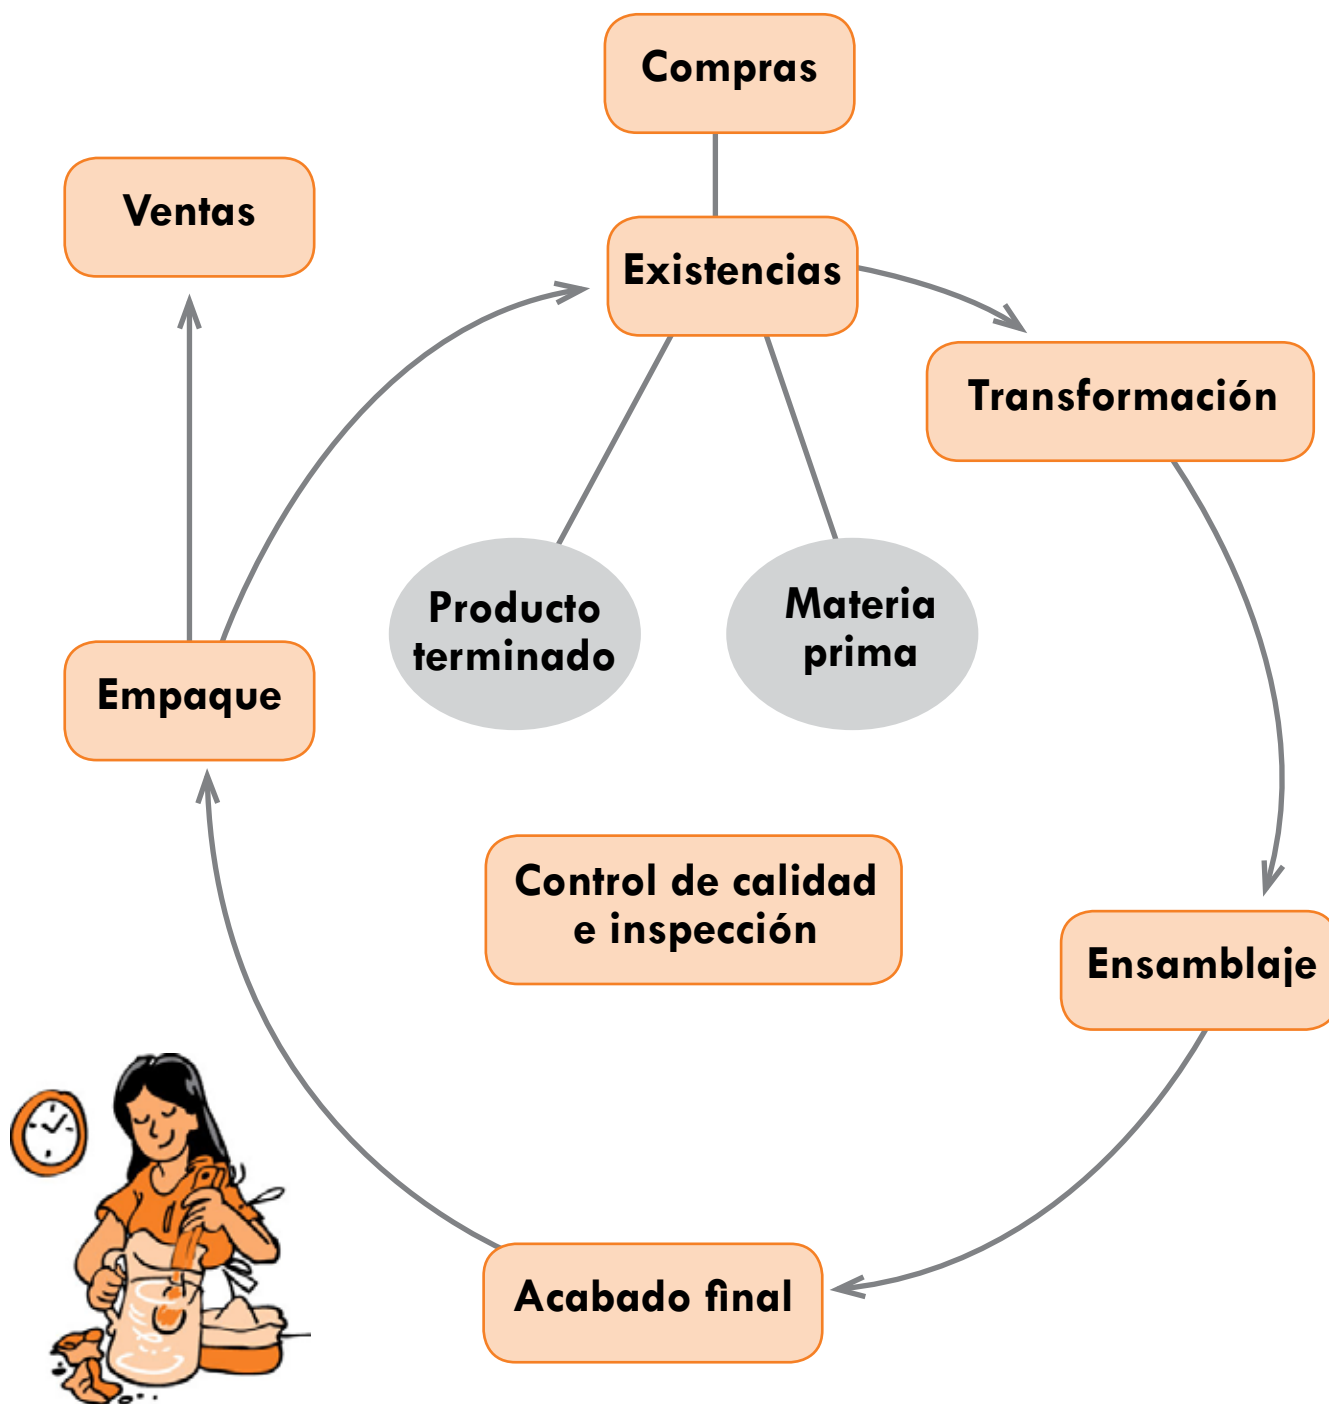 Compras
Ventas
Existencias
Transformación
Producto
terminado
Materia
prima
Empaque
Control de calidad
e inspección
Ensamblaje
Acabado final